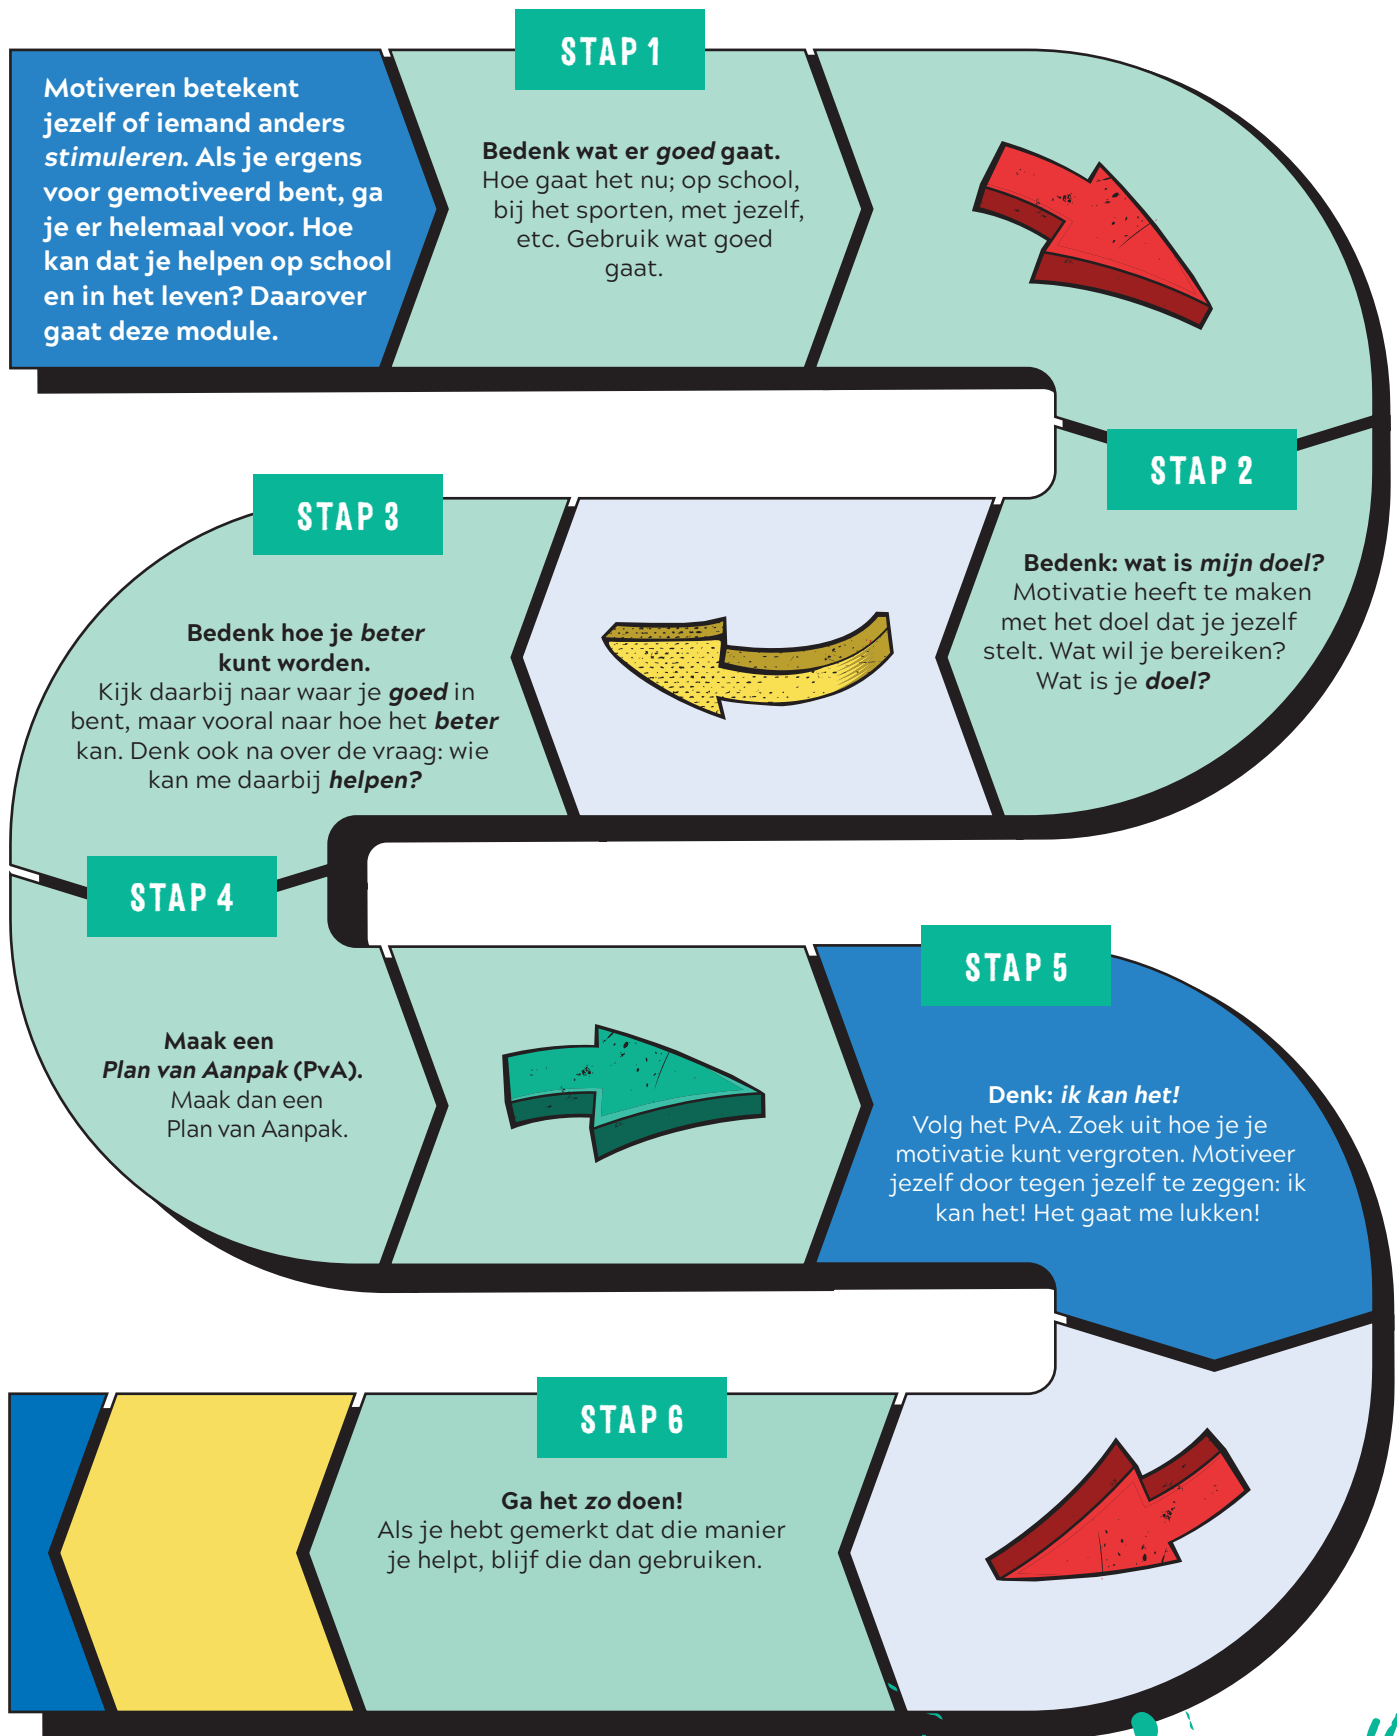 STAP 1
Motiveren betekent
jezelf of iemand anders
stimuleren. Als je ergens
voor gemotiveerd bent, ga
je er helemaal voor. Hoe
kan dat je helpen op school
en in het leven? Daarover
gaat deze module.
Bedenk wat er goed gaat.
Hoe gaat het nu; op school,
bij het sporten, met jezelf,
etc. Gebruik wat goed
gaat.
STAP 2
Bedenk: wat is mijn doel?
Motivatie heeft te maken
met het doel dat je jezelf
stelt. Wat wil je bereiken?
Wat is je doel?
STAP 3
Bedenk hoe je beter
kunt worden.
Kijk daarbij naar waar je goed in
bent, maar vooral naar hoe het beter
kan. Denk ook na over de vraag: wie
kan me daarbij helpen?
STAP 4
Maak een
Plan van Aanpak (PvA).
Maak dan een
Plan van Aanpak.
STAP 5
Denk: ik kan het!
Volg het PvA. Zoek uit hoe je je
motivatie kunt vergroten. Motiveer
jezelf door tegen jezelf te zeggen: ik
kan het! Het gaat me lukken!
STAP 6
Ga het zo doen!
Als je hebt gemerkt dat die manier
je helpt, blijf die dan gebruiken.